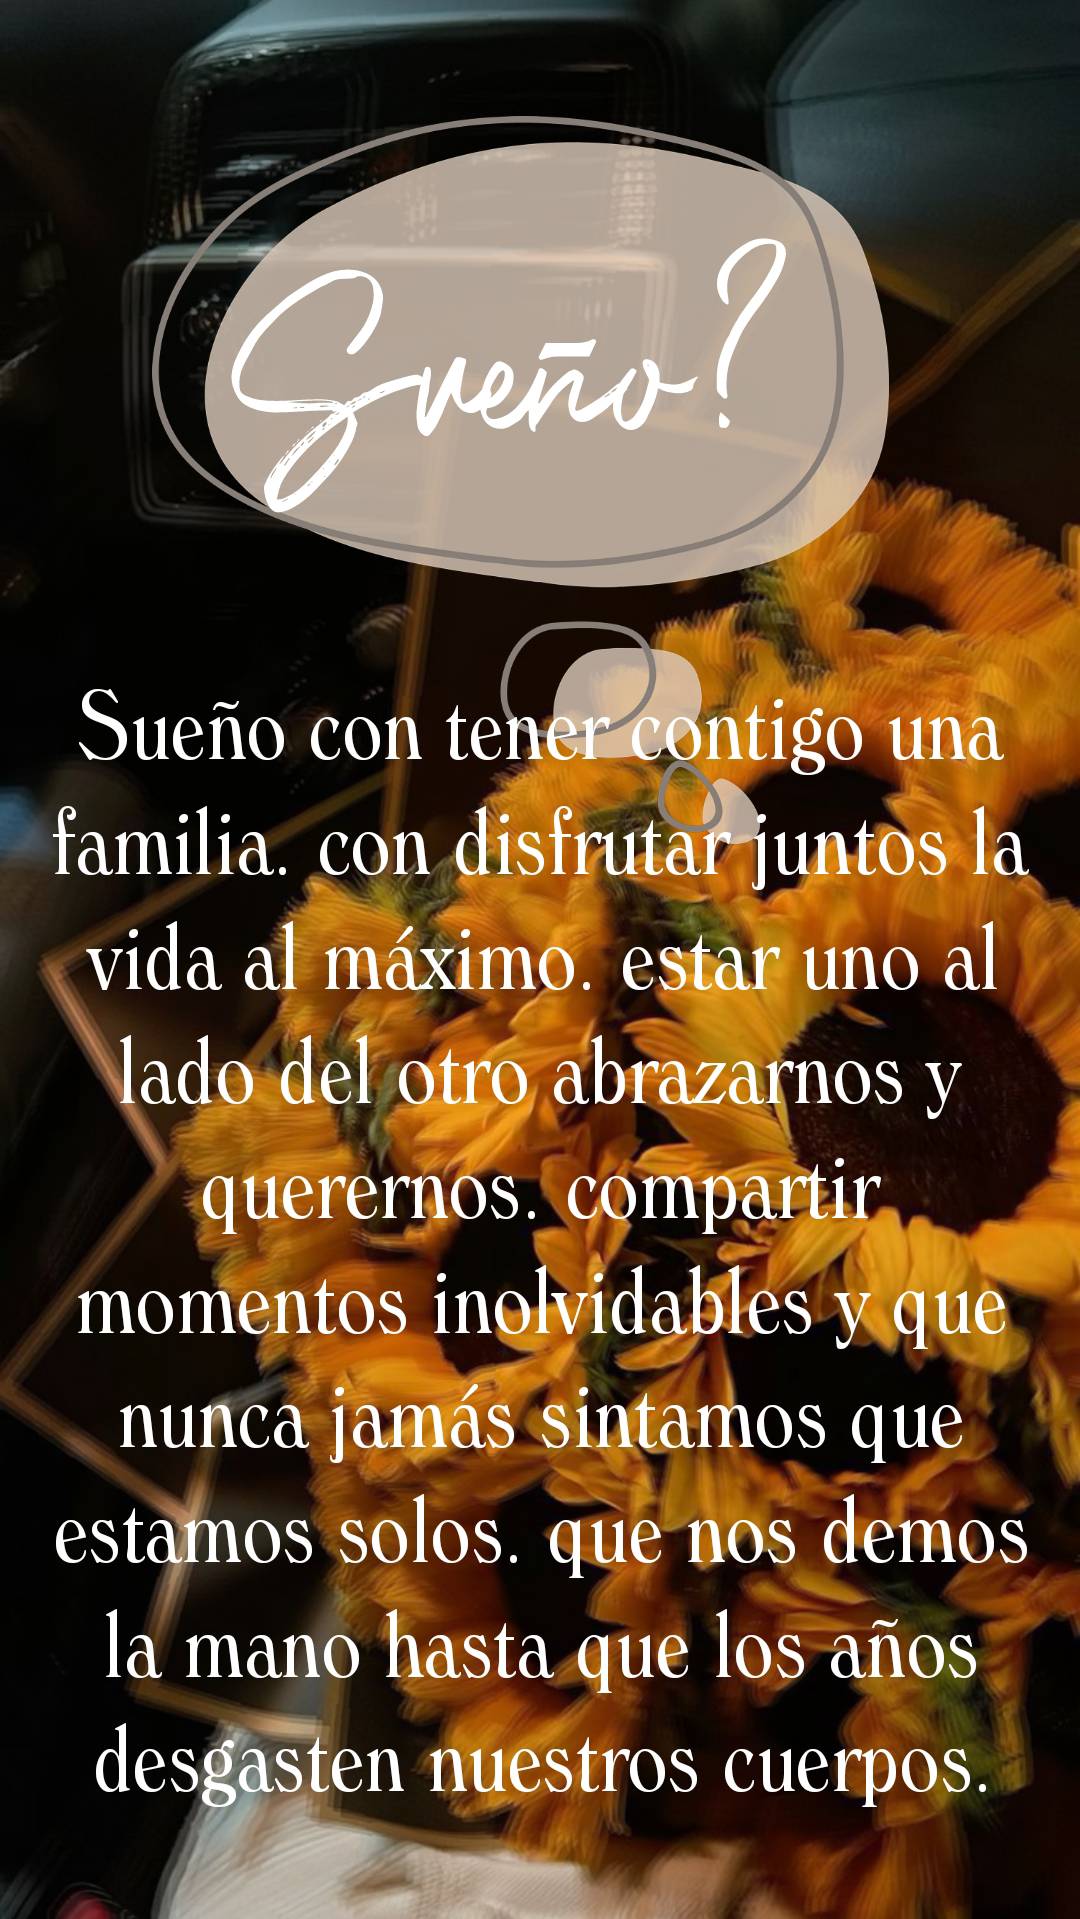 Sueño?
Sueño con tener contigo una
familia. con disfrutar juntos la
vida al máximo. estar uno al
lado del otro abrazarnos y
querernos. compartir
momentos inolvidables y que
nunca jamás sintamos que
estamos solos. que nos demos
la mano hasta que los años
desgasten nuestros cuerpos.